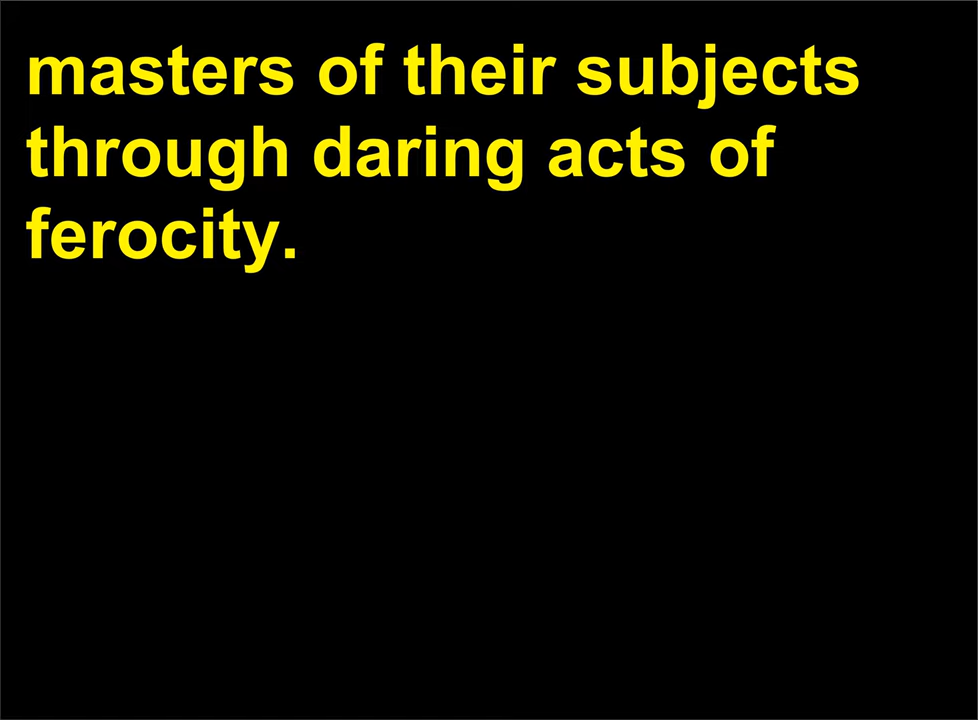 masters of their subjects
through daring acts of
ferocity.